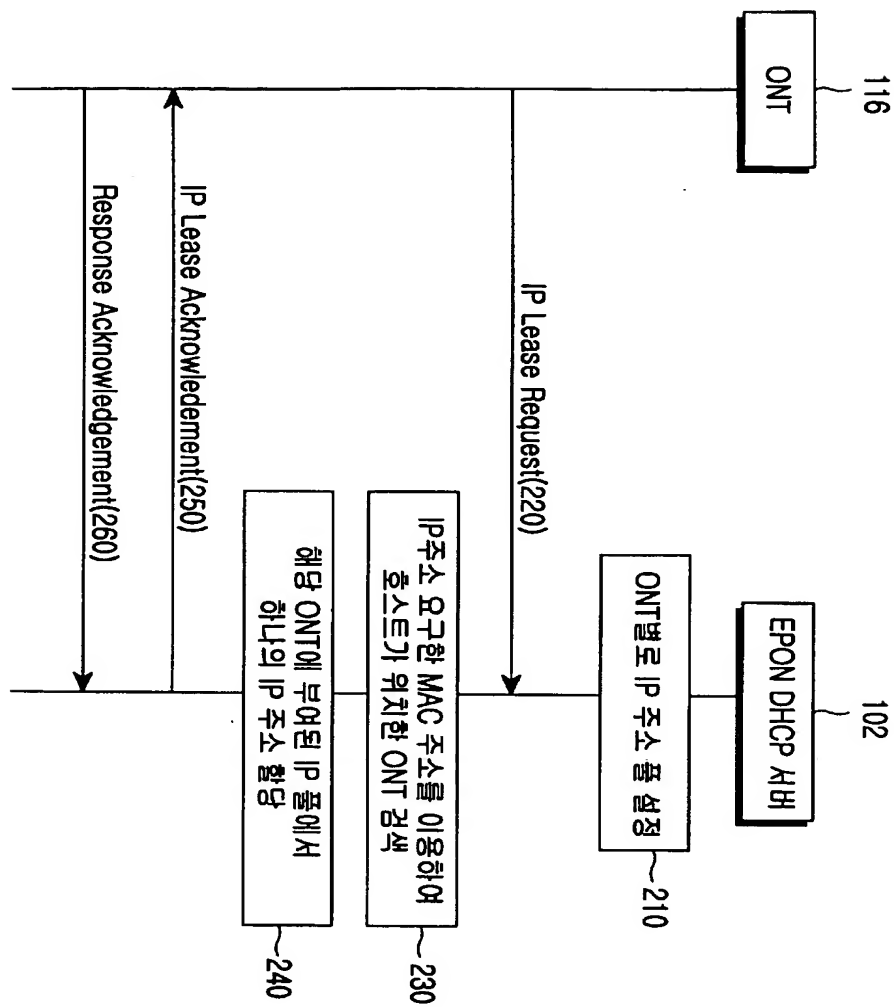 116
ONT
102
EPON DHCP 서버
ONT별로 IP 주소 풀 설정
210
IP Lease Request(220)
IP주소 요구한 MAC 주소를 이용하여
호스트가 위치한 ONT 검색
230
해당 ONT에 부여된 IP 풀에서
하나의 IP 주소 할당
240
IP Lease Acknowledement(250)
Response Acknowledgement(260)